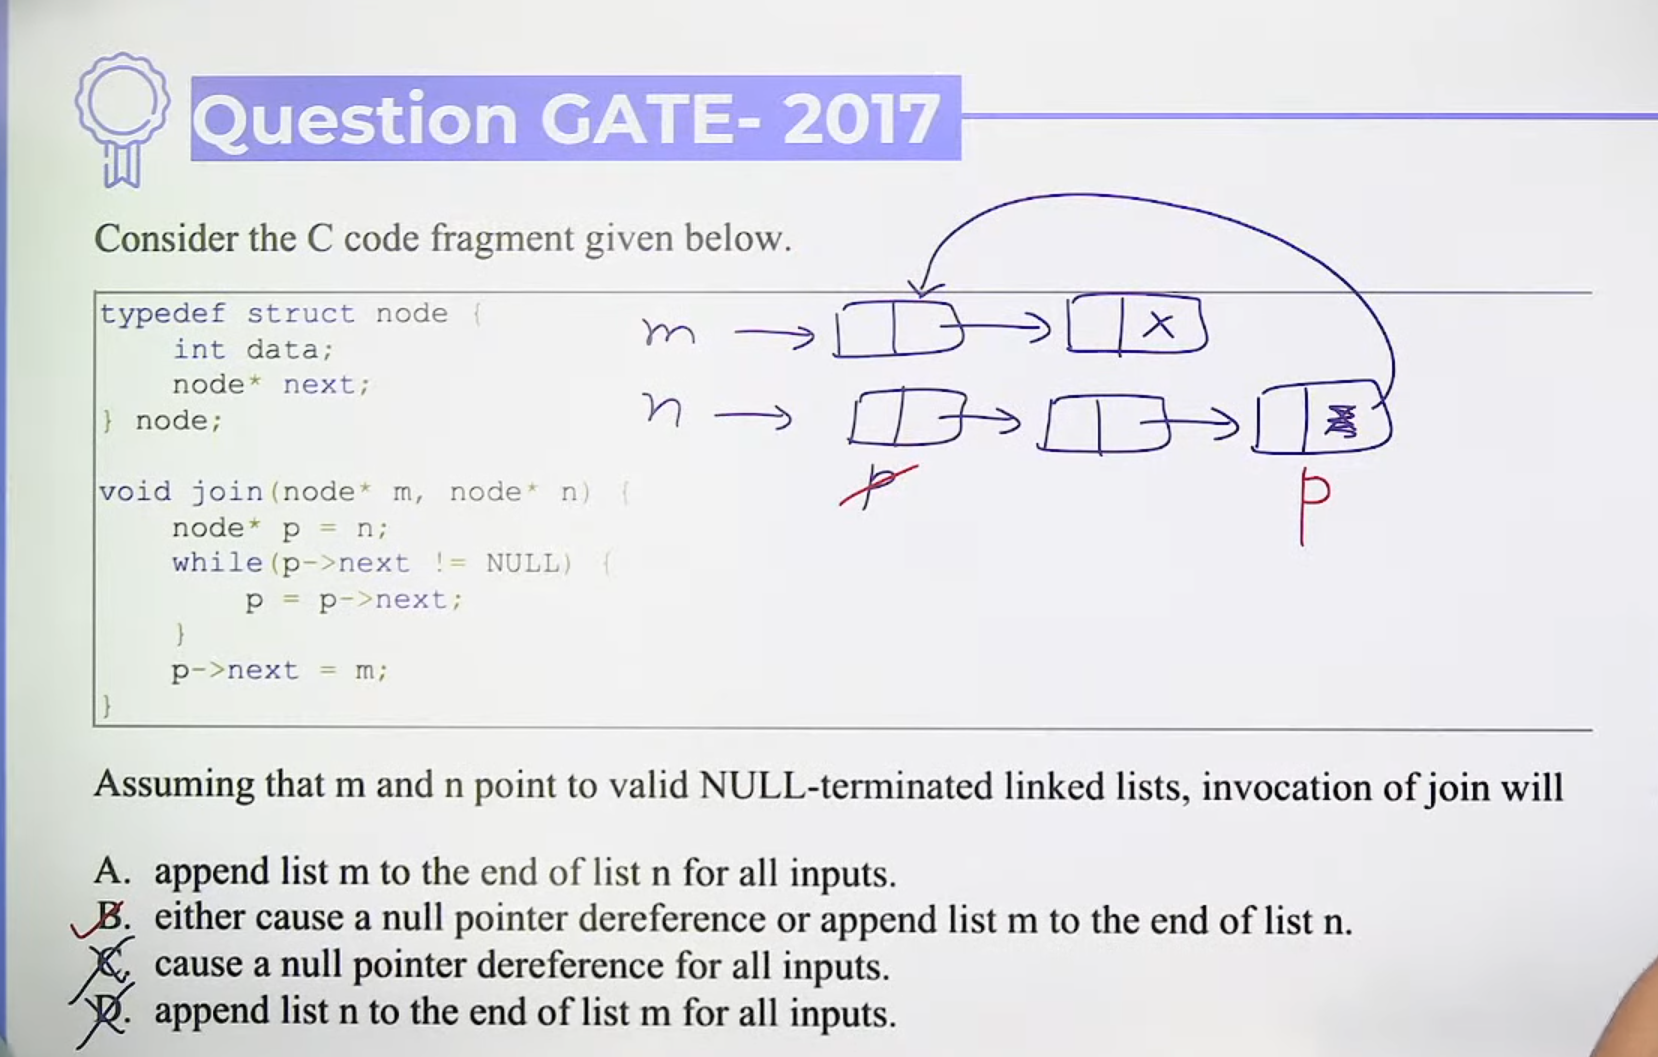 Question GATE- 2017
Consider the C code fragment given below.
typedef struct node {
int data;
node* next;
} node;
void join(node* m, node* n) {
node* p = n;
while(p->next != NULL) {
p = p->next;
}
p->next = m;
}
m
x
n
p
p
Assuming that m and n point to valid NULL-terminated linked lists, invocation of join will
A. append list m to the end of list n for all inputs.
B. either cause a null pointer dereference or append list m to the end of list n.
C. cause a null pointer dereference for all inputs.
D. append list n to the end of list m for all inputs.